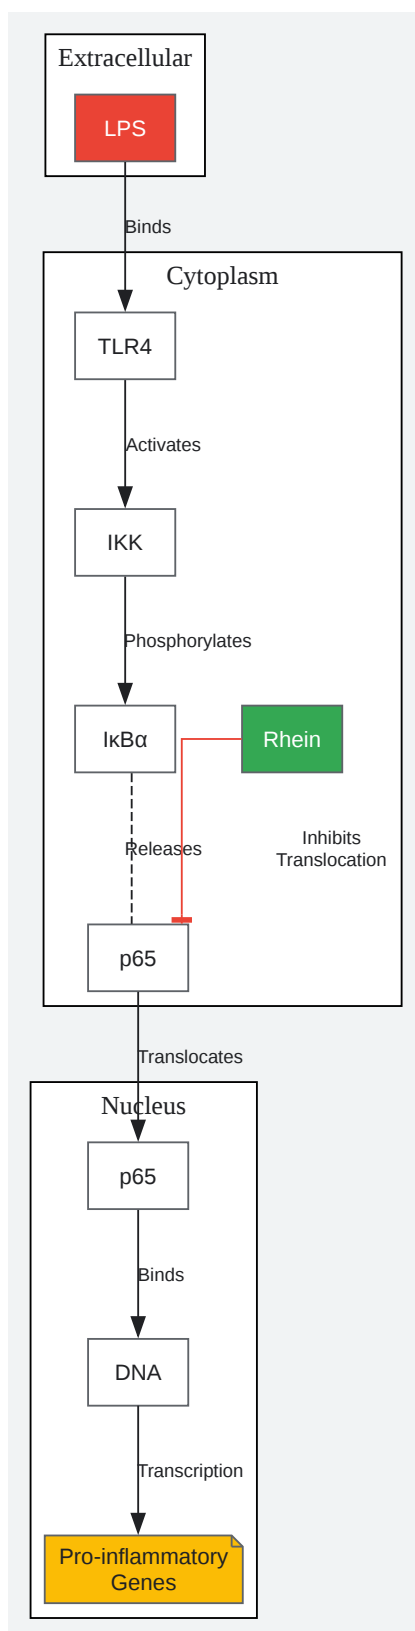 Extracellular
LPS
Binds
Cytoplasm
TLR4
Activates
IKK
Phosphorylates
IκBα
Rhein
Releases
Inhibits
Translocation
p65
Translocates
Nucleus
p65
Binds
DNA
Transcription
Pro-inflammatory
Genes